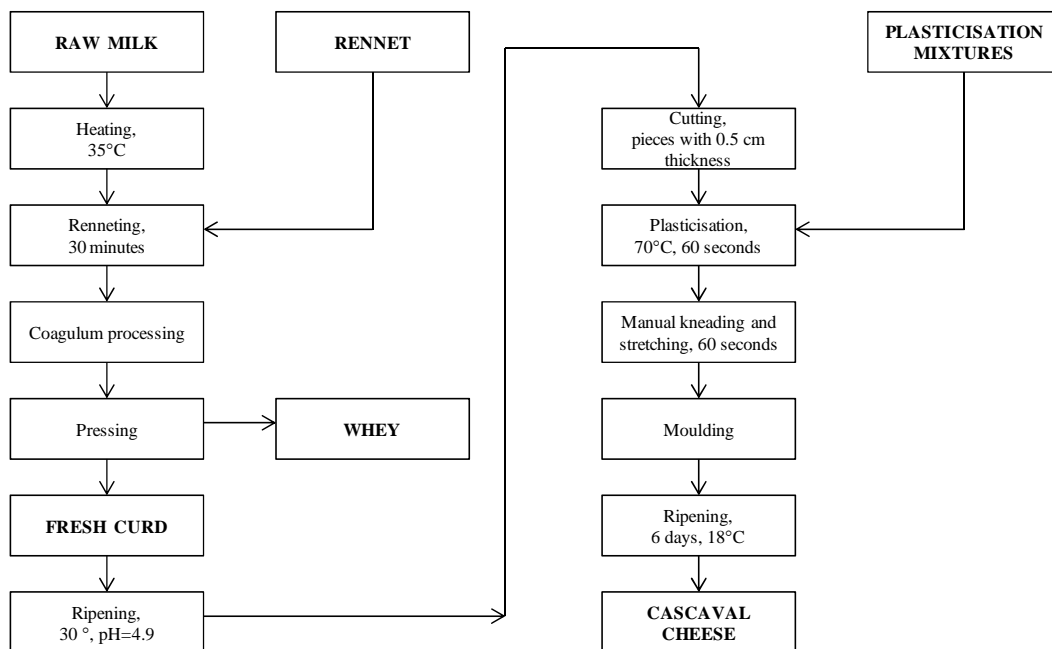 RAW MILK
RENNET
PLASTICISATION
MIXTURES
Heating,
35°C
Cutting,
pieces with 0.5 cm
thickness
Renneting,
30 minutes
Plasticisation,
70°C, 60 seconds
Coagulum processing
Manual kneading and
stretching, 60 seconds
Pressing
WHEY
Moulding
FRESH CURD
Ripening,
6 days, 18°C
Ripening,
30 °, pH=4.9
CASCAVAL
CHEESE